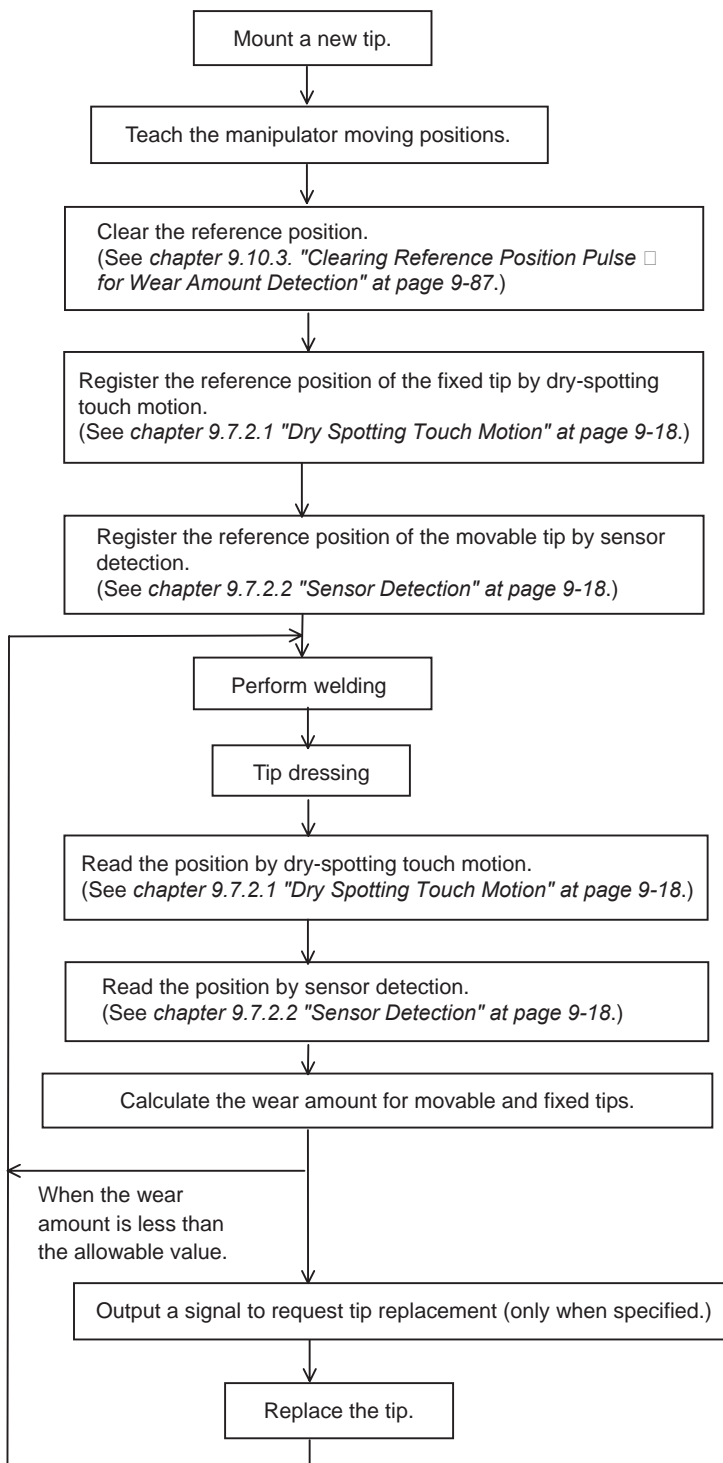 Mount a new tip.
Teach the manipulator moving positions.
Clear the reference position.
(See chapter 9.10.3. "Clearing Reference Position Pulse □
for Wear Amount Detection" at page 9-87.)
Register the reference position of the fixed tip by dry-spotting
touch motion.
(See chapter 9.7.2.1 "Dry Spotting Touch Motion" at page 9-18.)
Register the reference position of the movable tip by sensor
detection.
(See chapter 9.7.2.2 "Sensor Detection" at page 9-18.)
Perform welding
Tip dressing
Read the position by dry-spotting touch motion.
(See chapter 9.7.2.1 "Dry Spotting Touch Motion" at page 9-18.)
Read the position by sensor detection.
(See chapter 9.7.2.2 "Sensor Detection" at page 9-18.)
Calculate the wear amount for movable and fixed tips.
When the wear
amount is less than
the allowable value.
Output a signal to request tip replacement (only when specified.)
Replace the tip.